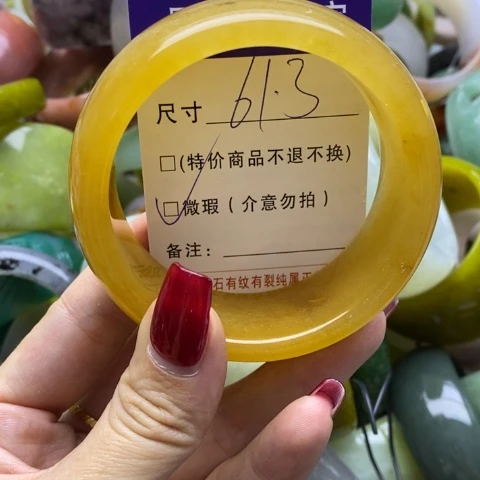 尺寸 61.3
□(特价商品不退不换)
☑微瑕(介意勿拍)
备注:
石有纹有裂纯属正